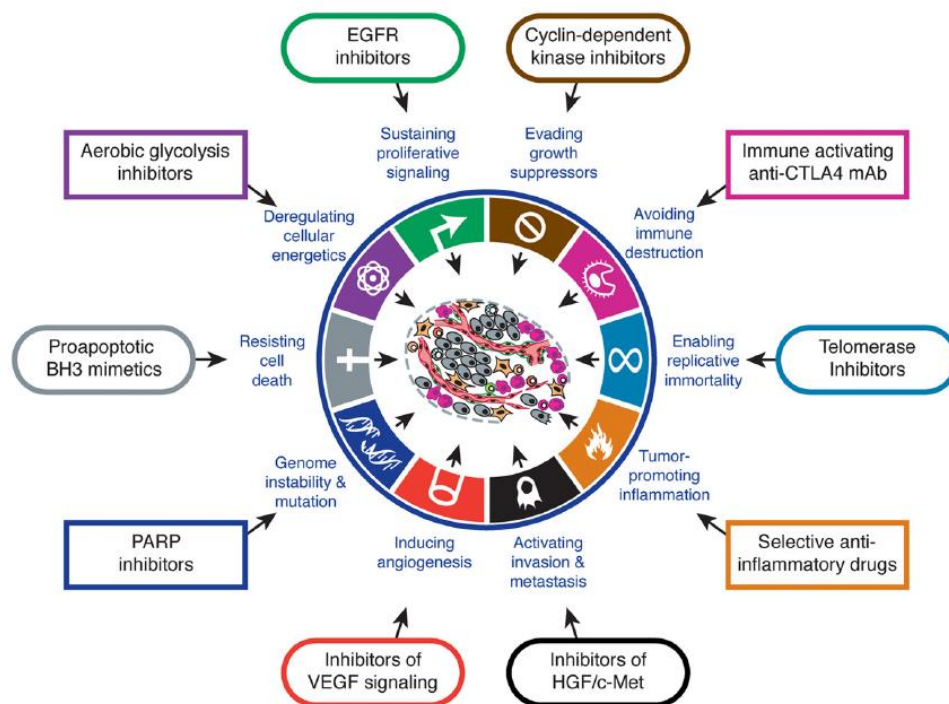 EGFR
inhibitors
Cyclin-dependent
kinase inhibitors
Aerobic glycolysis
inhibitors
Sustaining
proliferative
signaling
Evading
growth
suppressors
Immune activating
anti-CTLA4 mAb
Deregulating
cellular
energetics
Avoiding
immune
destruction
Proapoptotic
BH3 mimetics
Resisting
cell
death
Enabling
replicative
immortality
Telomerase
Inhibitors
Genome
instability &
mutation
Tumor-
promoting
inflammation
PARP
inhibitors
Inducing
angiogenesis
Activating
invasion &
metastasis
Selective anti-
inflammatory drugs
Inhibitors of
VEGF signaling
Inhibitors of
HGF/c-Met